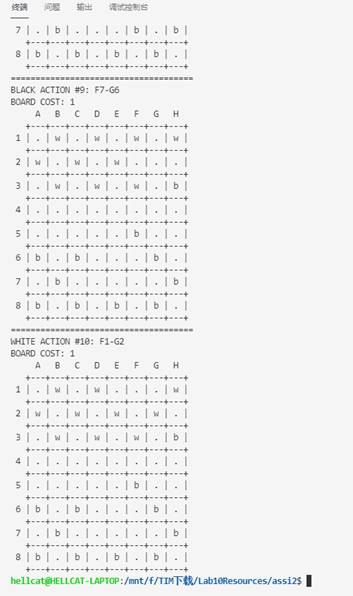 终端 问题 输出 调试控制台
7 | . | b | . | . | . | b | . | b |
+---+---+---+---+---+---+---+---+
8 | b | . | b | . | b | . | b | . |
+---+---+---+---+---+---+---+---+
=====================================
BLACK ACTION #9: F7-G6
BOARD COST: 1
A B C D E F G H
+---+---+---+---+---+---+---+---+
1 | . | w | . | w | . | w | . | w |
+---+---+---+---+---+---+---+---+
2 | w | . | w | . | w | . | . | . |
+---+---+---+---+---+---+---+---+
3 | . | w | . | w | . | w | . | b |
+---+---+---+---+---+---+---+---+
4 | . | . | . | . | . | . | . | . |
+---+---+---+---+---+---+---+---+
5 | . | . | . | . | . | b | . | . |
+---+---+---+---+---+---+---+---+
6 | b | . | b | . | . | . | b | . |
+---+---+---+---+---+---+---+---+
7 | . | b | . | . | . | . | . | b |
+---+---+---+---+---+---+---+---+
8 | b | . | b | . | b | . | b | . |
+---+---+---+---+---+---+---+---+
=====================================
WHITE ACTION #10: F1-G2
BOARD COST: 1
A B C D E F G H
+---+---+---+---+---+---+---+---+
1 | . | w | . | w | . | . | . | w |
+---+---+---+---+---+---+---+---+
2 | w | . | w | . | w | . | w | . |
+---+---+---+---+---+---+---+---+
3 | . | w | . | w | . | w | . | b |
+---+---+---+---+---+---+---+---+
4 | . | . | . | . | . | . | . | . |
+---+---+---+---+---+---+---+---+
5 | . | . | . | . | . | b | . | . |
+---+---+---+---+---+---+---+---+
6 | b | . | b | . | . | . | b | . |
+---+---+---+---+---+---+---+---+
7 | . | b | . | . | . | . | . | b |
+---+---+---+---+---+---+---+---+
8 | b | . | b | . | b | . | b | . |
+---+---+---+---+---+---+---+---+
hellcat@HELLCAT-LAPTOP:/mnt/f/TIM下载/Lab10Resources/assi2$